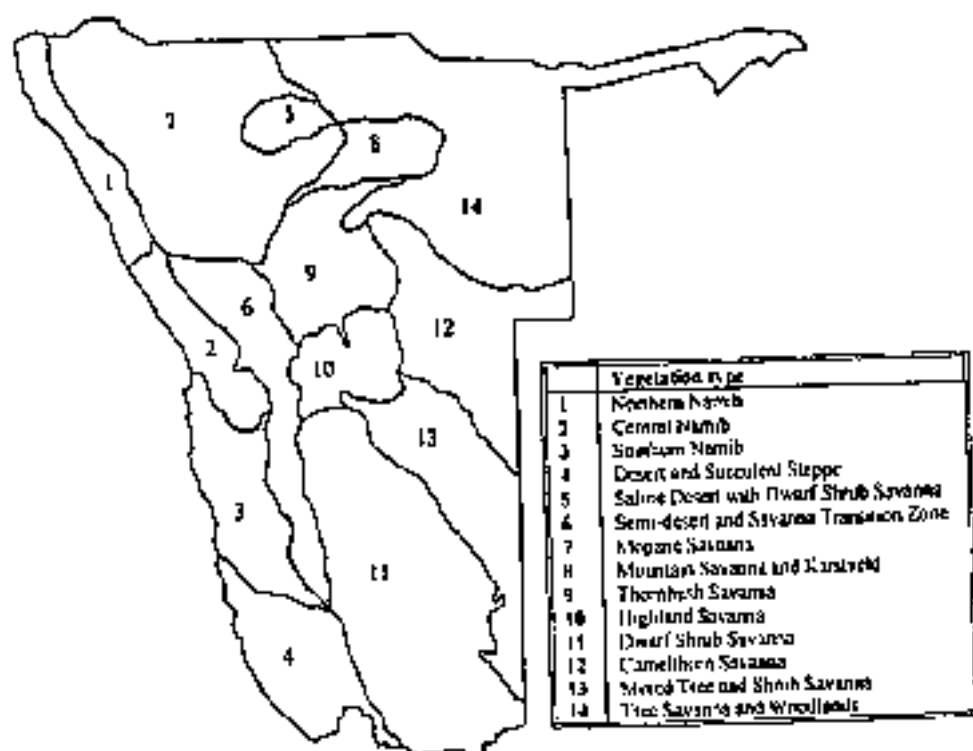 7
5
8
1
14
9
6
12
2
10
13
3
11
4
Vegetation type
1 Northern Namib
2 Central Namib
3 Southern Namib
4 Desert and Succulent Steppe
5 Saline Desert with Dwarf Shrub Savanna
6 Semi-desert and Savanna Transition Zone
7 Mopane Savanna
8 Mountain Savanna and Karstveld
9 Thornbush Savanna
10 Highland Savanna
11 Dwarf Shrub Savanna
12 Camelthorn Savanna
13 Mixed Tree and Shrub Savanna
14 Tree Savanna and Woodlands